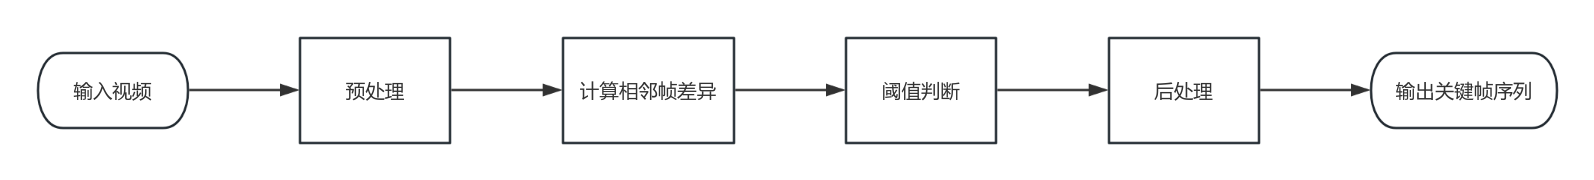 输入视频
预处理
计算相邻帧差异
阈值判断
后处理
输出关键帧序列